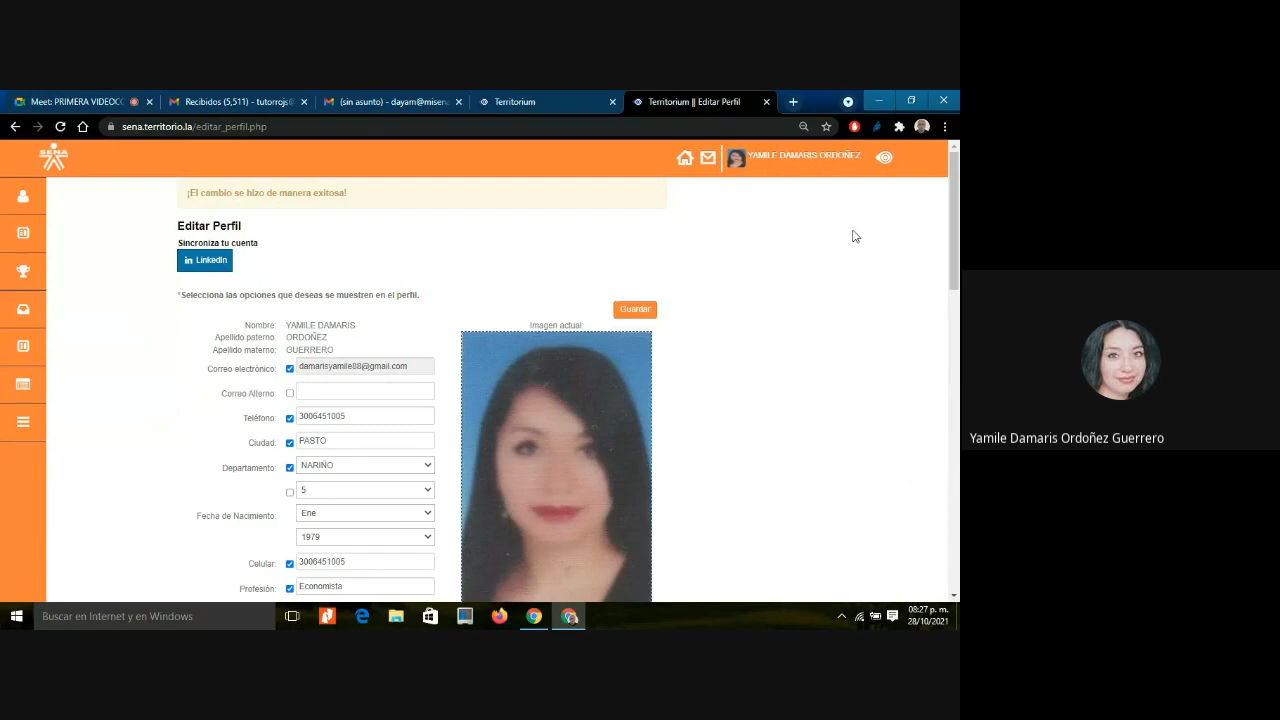 Meet: PRIMERA VIDEOCO
Recibidos (5,511) - tutorrojs@
(sin asunto) - dayam@misena
Territorium
Territorium || Editar Perfil
sena.territorio.la/editar_perfil.php
SENA
YAMILE DAMARIS ORDOÑEZ
¡El cambio se hizo de manera exitosa!
Editar Perfil
Sincroniza tu cuenta
in LinkedIn
*Selecciona las opciones que deseas se muestren en el perfil.
Guardar
Nombre: YAMILE DAMARIS
Imagen actual:
Apellido paterno: ORDOÑEZ
Apellido materno: GUERRERO
Correo electrónico: damarisyamile88@gmail.com
Correo Alterno:
Teléfono: 3006451005
Ciudad: PASTO
Departamento: NARIÑO
5
Fecha de Nacimiento: Ene
1979
Celular: 3006451005
Profesión: Economista
Yamile Damaris Ordoñez Guerrero
Buscar en Internet y en Windows
08:27 p. m.
28/10/2021